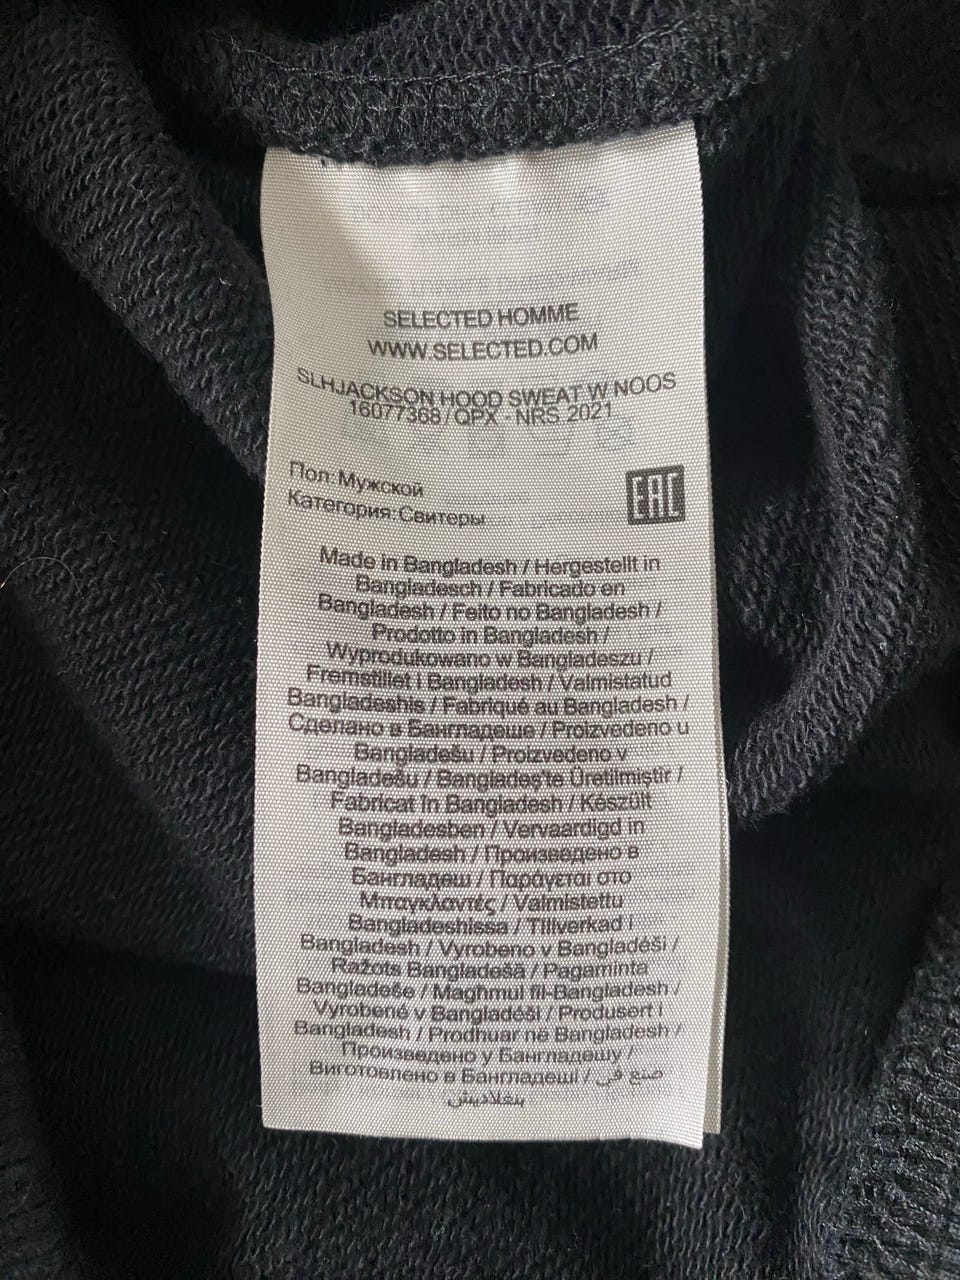 SELECTED HOMME
WWW.SELECTED.COM
SLHJACKSON HOOD SWEAT W NOOS
16077368/QPX - NRS 2021
Пол:Мужской
Категория:Свитеры
EAC
Made in Bangladesh / Hergestellt in
Bangladesch / Fabricado en
Bangladesh / Feito no Bangladesh /
Prodotto in Bangladesh /
Wyprodukowano w Bangladeszu /
Fremstillet i Bangladesh / Valmistatud
Bangladeshis / Fabriqué au Bangladesh /
Сделано в Бангладеше / Proizvedeno u
Bangladešu / Proizvedeno v
Bangladešu / Bangladeş'te Üretilmiştir /
Fabricat în Bangladesh / Készült
Bangladesben / Vervaardigd in
Bangladesh / Произведено в
Бангладеш / Παράγεται στο
Μπαγκλαντές / Valmistettu
Bangladeshissa / Tillverkad i
Bangladesh / Vyrobeno v Bangladéši /
Ražots Bangladešā / Pagaminta
Bangladeše / Magħmul fil-Bangladesh /
Vyrobené v Bangladéši / Produsert i
Bangladesh / Prodhuar në Bangladesh /
Произведено у Бангладешу /
Виготовлено в Бангладеші / صنع في
بنغلاديش